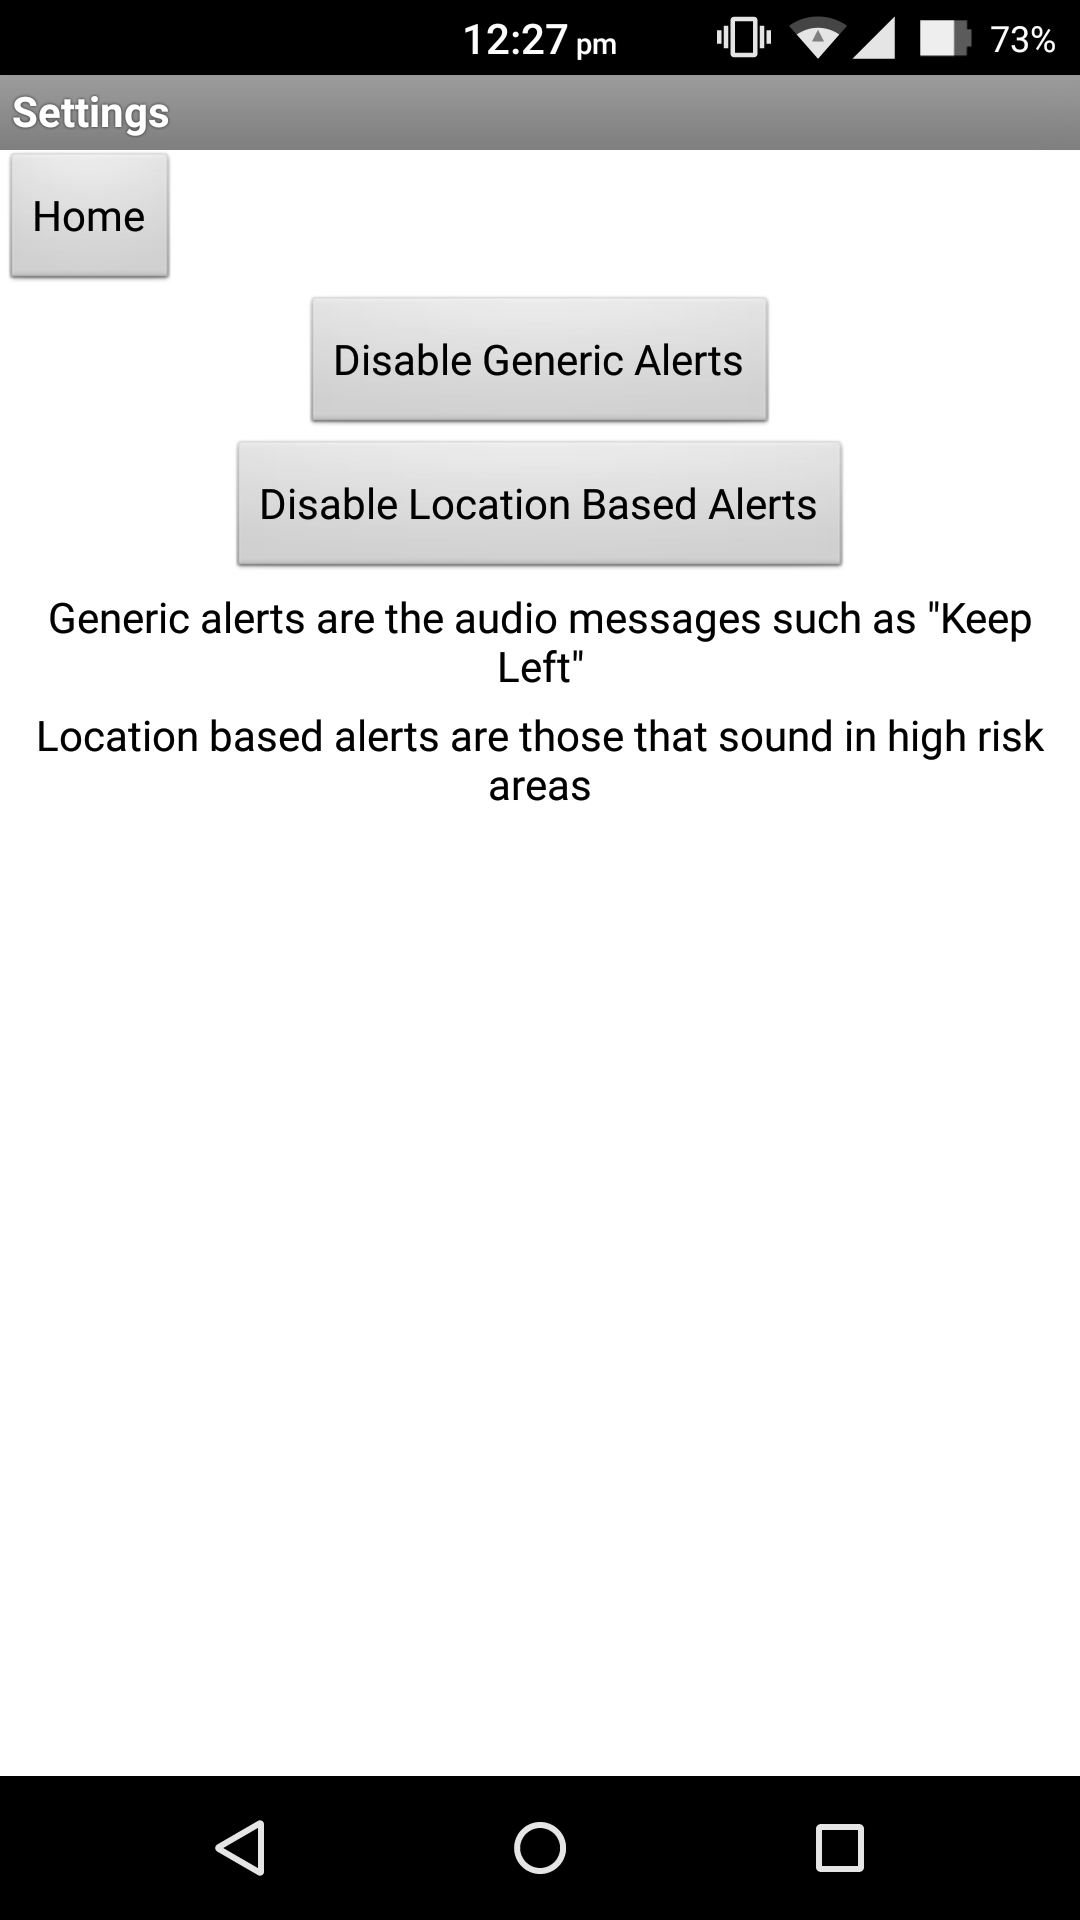 12:27 pm
73%
Settings
Home
Disable Generic Alerts
Disable Location Based Alerts
Generic alerts are the audio messages such as "Keep
Left"
Location based alerts are those that sound in high risk
areas